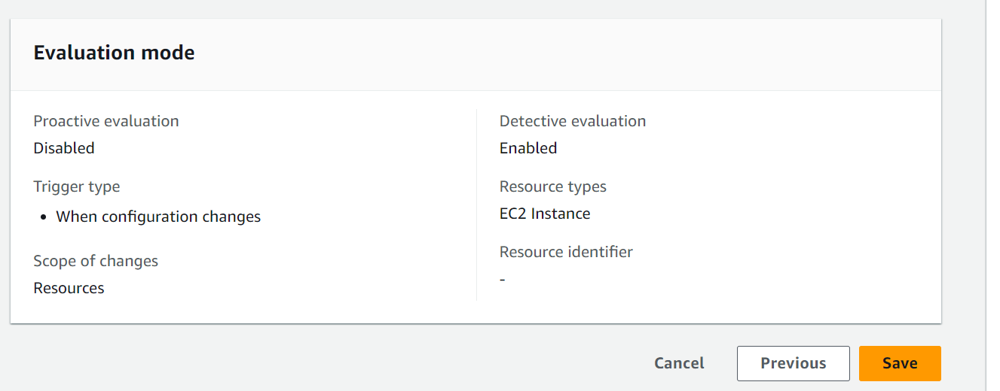 Evaluation mode
Proactive evaluation
Disabled
Trigger type
• When configuration changes
Scope of changes
Resources
Detective evaluation
Enabled
Resource types
EC2 Instance
Resource identifier
-
Cancel
Previous
Save